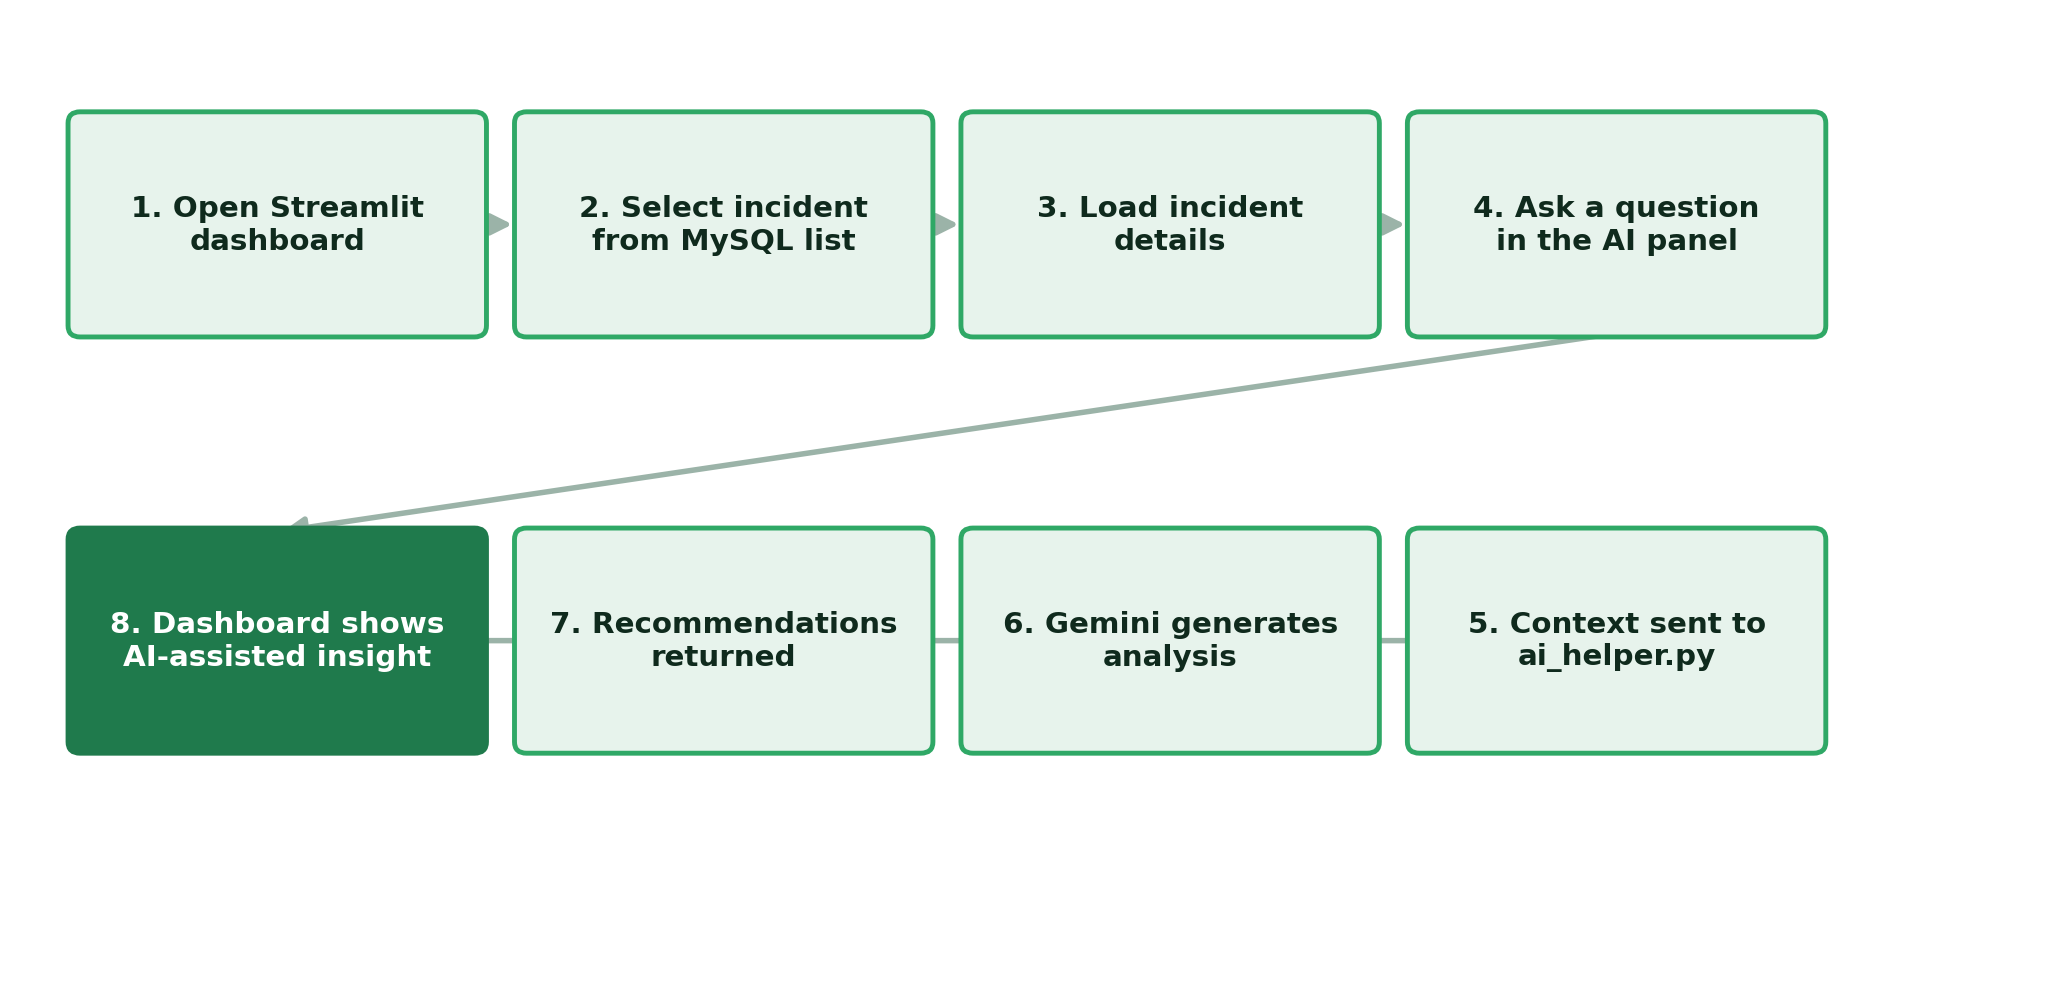 1. Open Streamlit
dashboard
2. Select incident
from MySQL list
3. Load incident
details
4. Ask a question
in the AI panel
8. Dashboard shows
AI-assisted insight
7. Recommendations
returned
6. Gemini generates
analysis
5. Context sent to
ai_helper.py